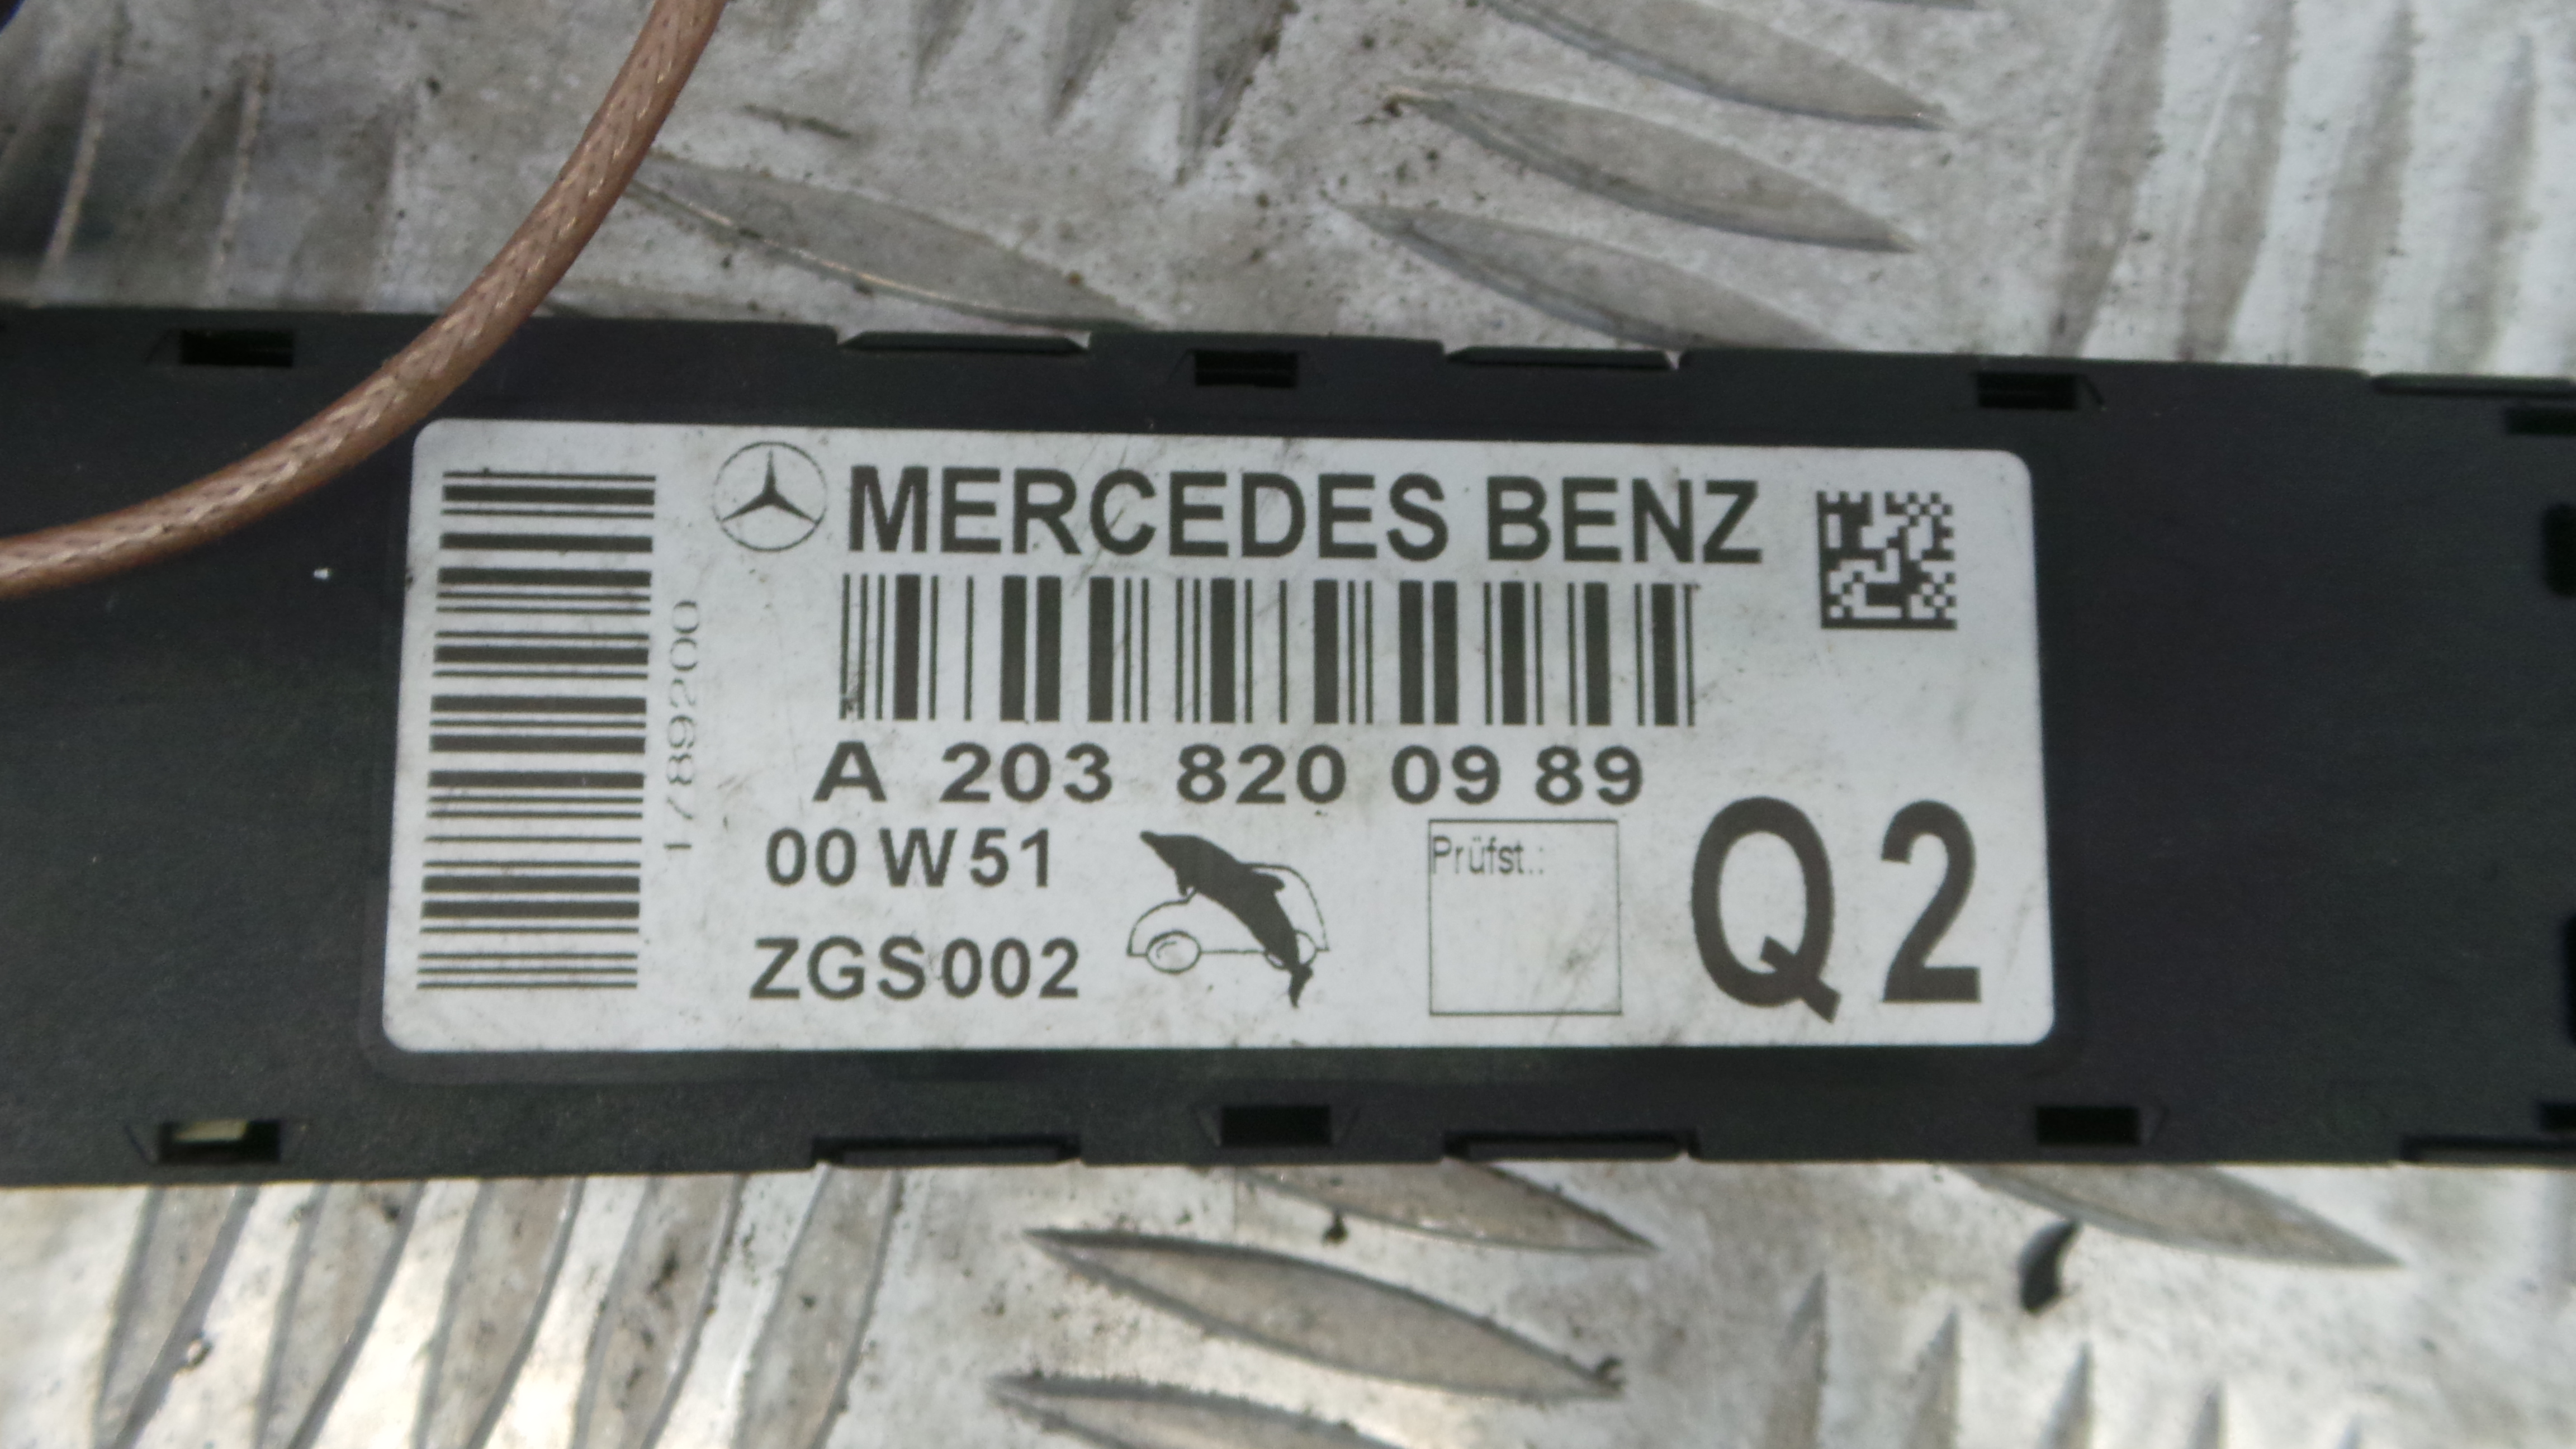 MERCEDES BENZ
1789200
A 203 820 09 89
00 W51
ZGS002
Prüfst.:
Q2